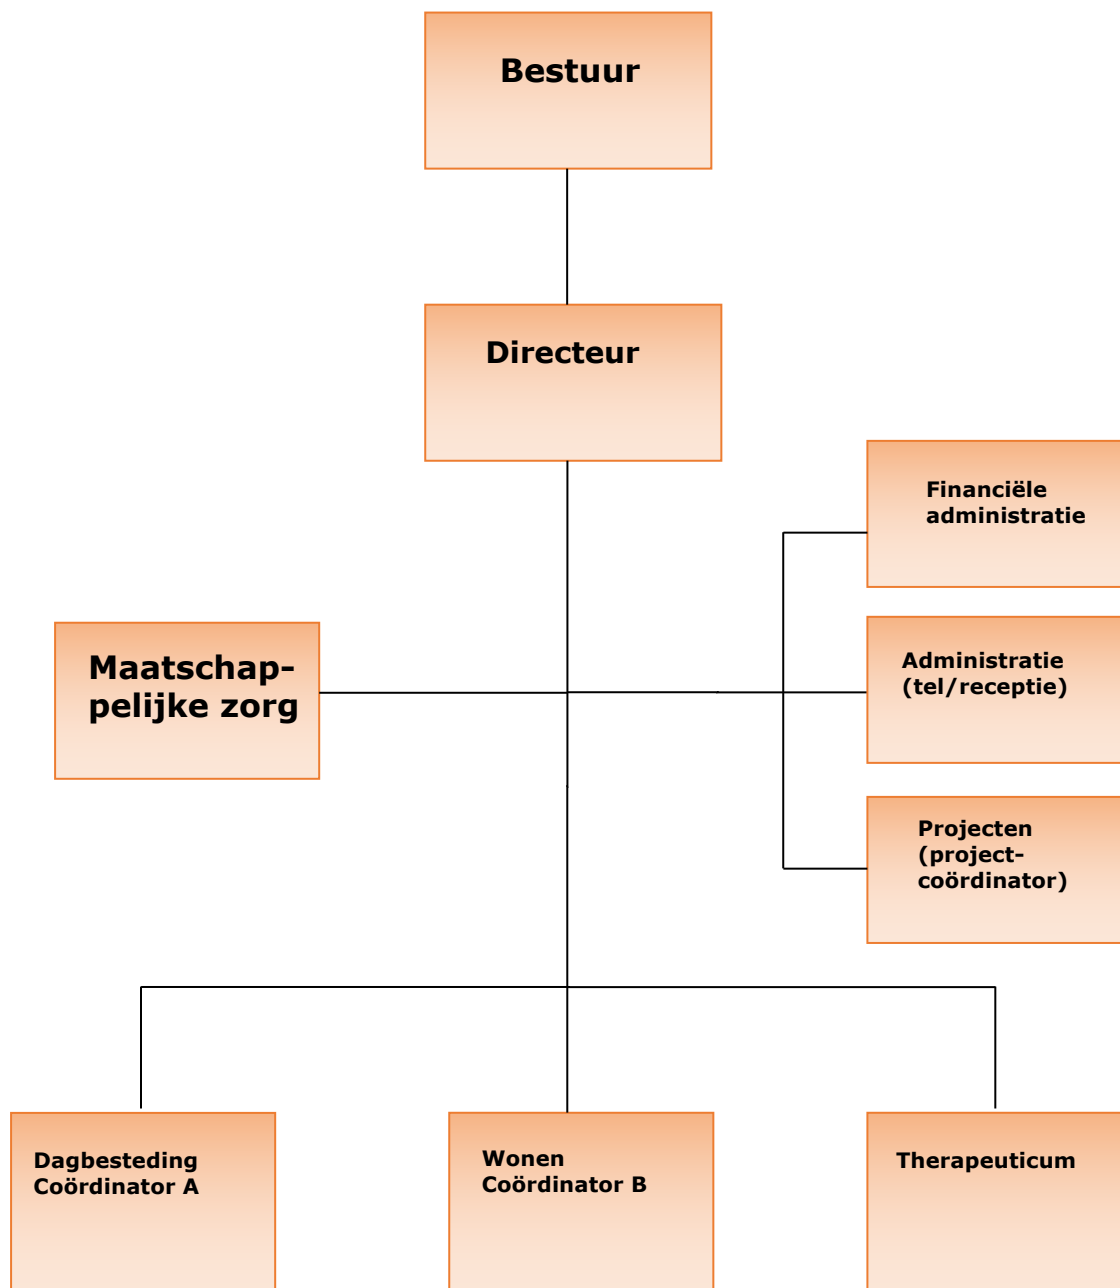 Bestuur
Directeur
Financiële
administratie
Maatschap-
pelijke zorg
Administratie
(tel/receptie)
Projecten
(project-
coördinator)
Dagbesteding
Coördinator A
Wonen
Coördinator B
Therapeuticum